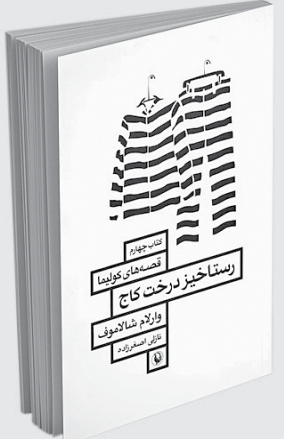 کتاب چهارم
قصه‌های کولیما
رستاخیز درخت کاج
وارلام شالاموف
نازلی اصغرزاده